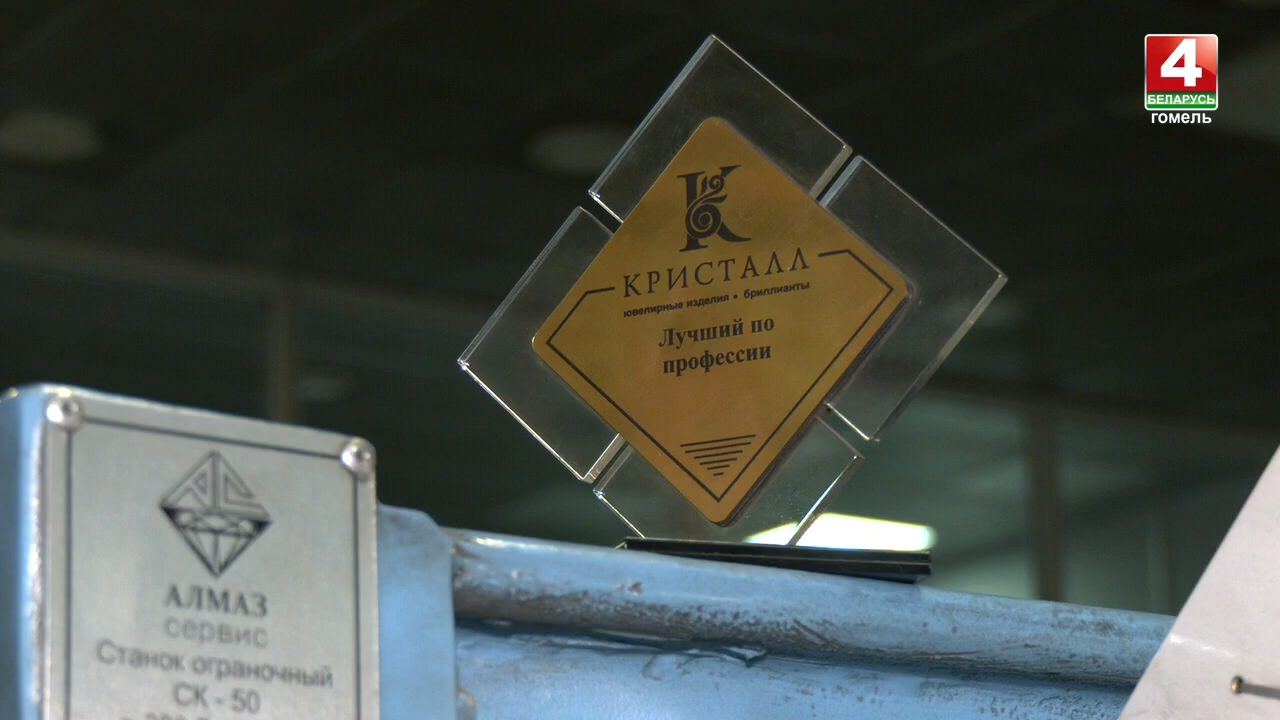 4
БЕЛАРУСЬ
гомель
КРИСТАЛЛ
ювелирные изделия • бриллианты
Лучший по
профессии
АЛМАЗ
сервис
Станок ограночный
СК - 50